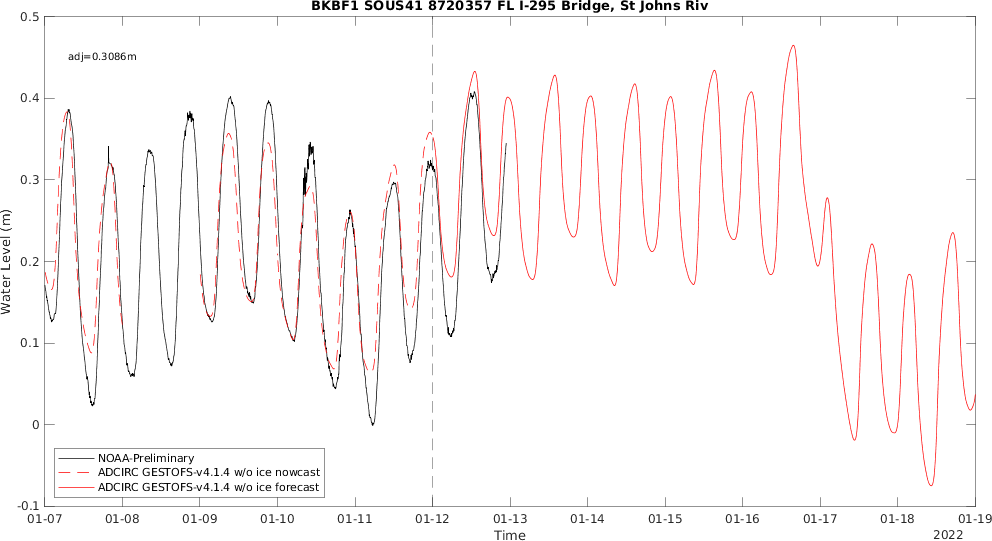 BKBF1 SOUS41 8720357 FL I-295 Bridge, St Johns Riv
adj=0.3086m
0.5
0.4
0.3
0.2
0.1
0
-0.1
Water Level (m)
NOAA-Preliminary
ADCIRC GESTOFS-v4.1.4 w/o ice nowcast
ADCIRC GESTOFS-v4.1.4 w/o ice forecast
01-07 01-08 01-09 01-10 01-11 01-12 01-13 01-14 01-15 01-16 01-17 01-18 01-19
Time
2022